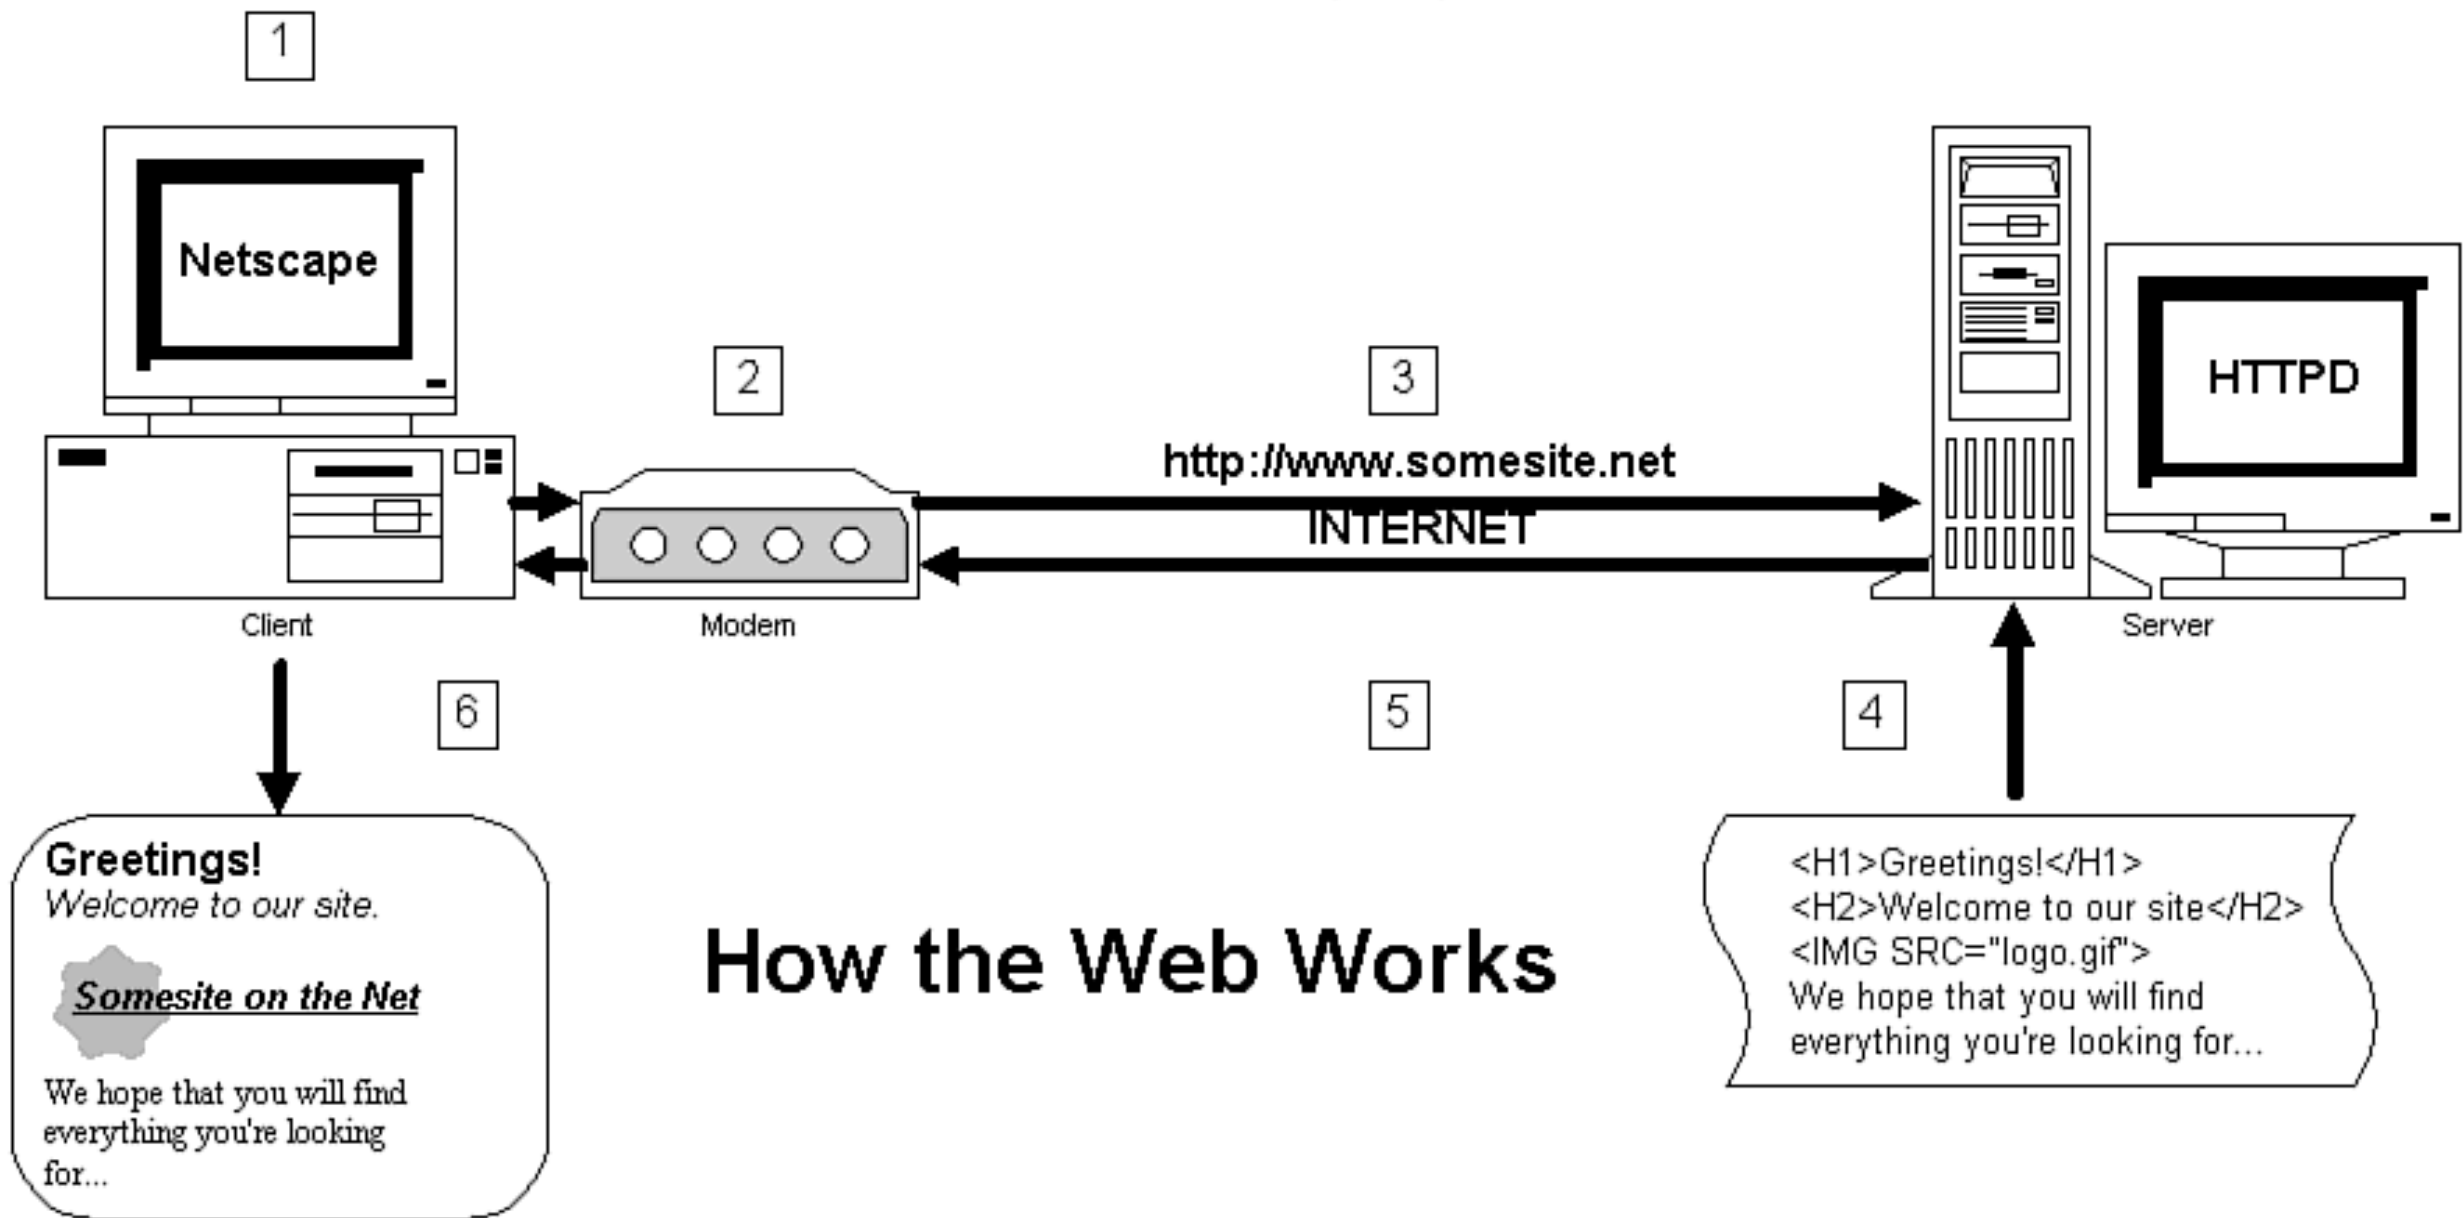 1
Netscape
2
3
http://www.somesite.net
INTERNET
HTTPD
Client
Modem
Server
6
5
4
Greetings!
Welcome to our site.
Somesite on the Net
We hope that you will find
everything you're looking
for...
How the Web Works
<H1>Greetings!</H1>
<H2>Welcome to our site</H2>
<IMG SRC="logo.gif">
We hope that you will find
everything you're looking for...